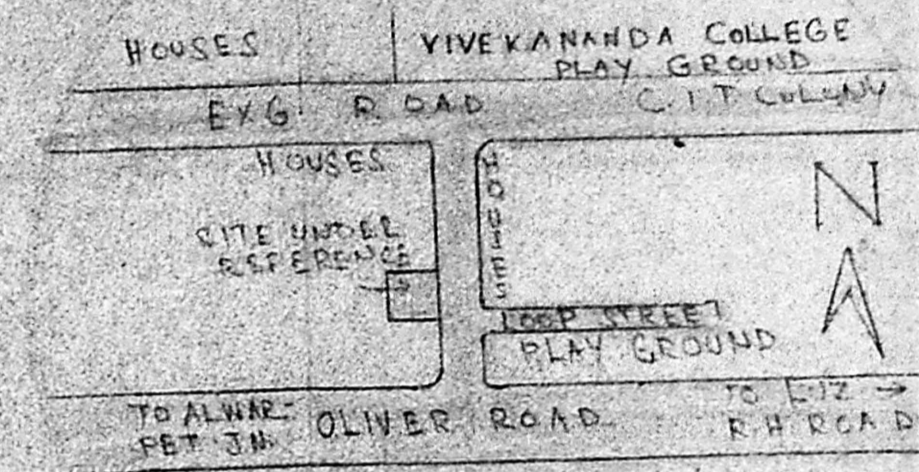 HOUSES
VIVEKANANDA COLLEGE
PLAY GROUND
EXG. ROAD
C.I.T COLONY
HOUSES
HOUSES
SITE UNDER
REFERENCE
N
LOOP STREET
PLAY GROUND
TO ALWAR-
PET JN.
OLIVER ROAD
TO
R H ROAD